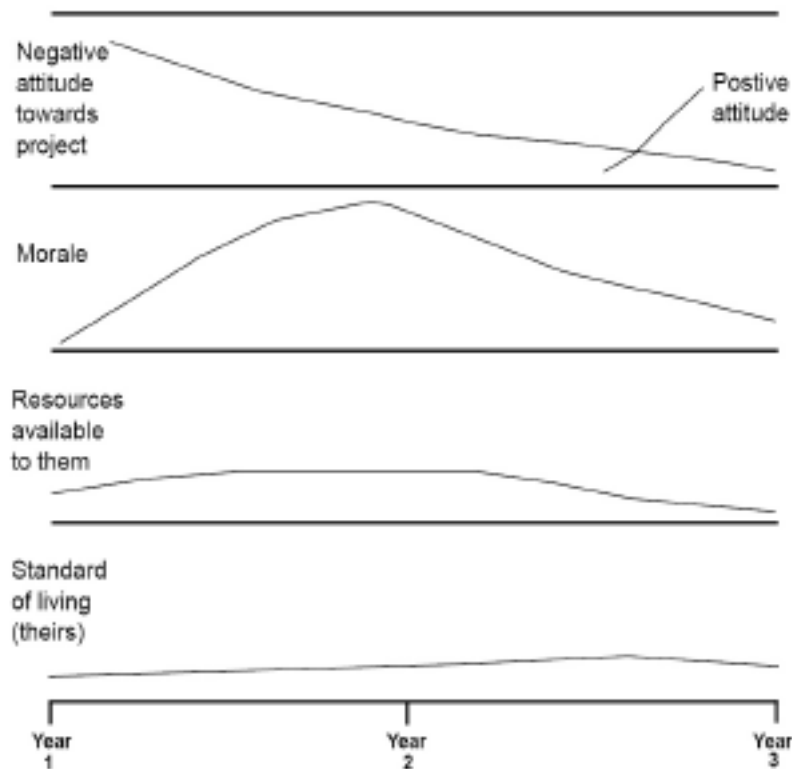 Negative
attitude
towards
project
Postive
attitude
Morale
Resources
available
to them
Standard
of living
(theirs)
Year
1
Year
2
Year
3